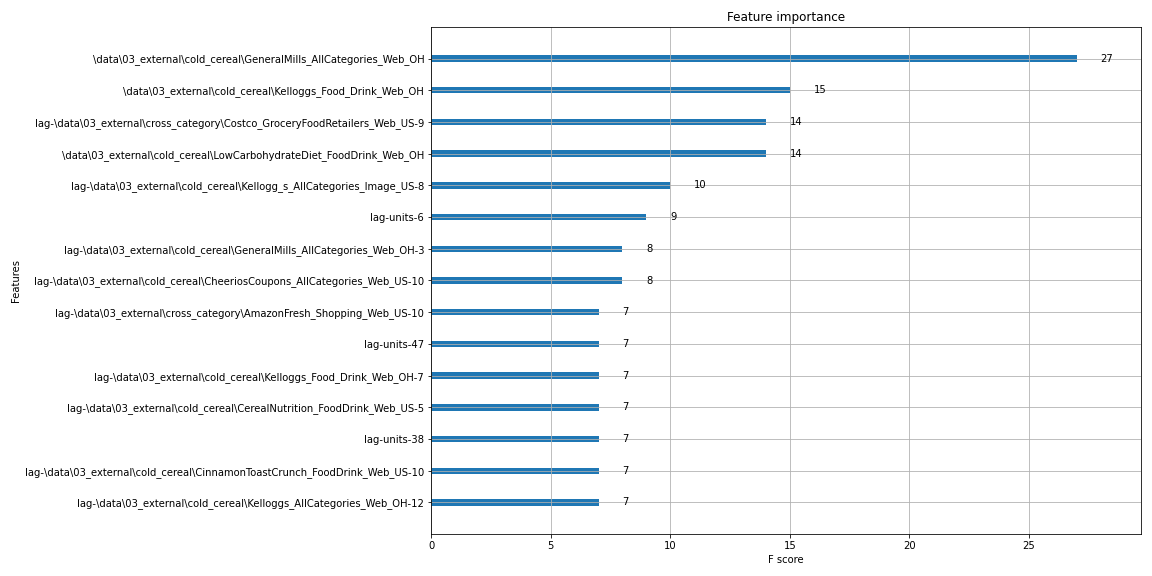 Feature importance
\data\03_external\cold_cereal\GeneralMills_AllCategories_Web_OH 27
\data\03_external\cold_cereal\Kelloggs_Food_Drink_Web_OH 15
lag-\data\03_external\cross_category\Costco_GroceryFoodRetailers_Web_US-9 14
\data\03_external\cold_cereal\LowCarbohydrateDiet_FoodDrink_Web_OH 14
lag-\data\03_external\cold_cereal\Kellogg_s_AllCategories_Image_US-8 10
lag-units-6 9
lag-\data\03_external\cold_cereal\GeneralMills_AllCategories_Web_OH-3 8
lag-\data\03_external\cold_cereal\CheeriosCoupons_AllCategories_Web_US-10 8
lag-\data\03_external\cross_category\AmazonFresh_Shopping_Web_US-10 7
lag-units-47 7
lag-\data\03_external\cold_cereal\Kelloggs_Food_Drink_Web_OH-7 7
lag-\data\03_external\cold_cereal\CerealNutrition_FoodDrink_Web_US-5 7
lag-units-38 7
lag-\data\03_external\cold_cereal\CinnamonToastCrunch_FoodDrink_Web_US-10 7
lag-\data\03_external\cold_cereal\Kelloggs_AllCategories_Web_OH-12 7
Features
0 5 10 15 20 25
F score